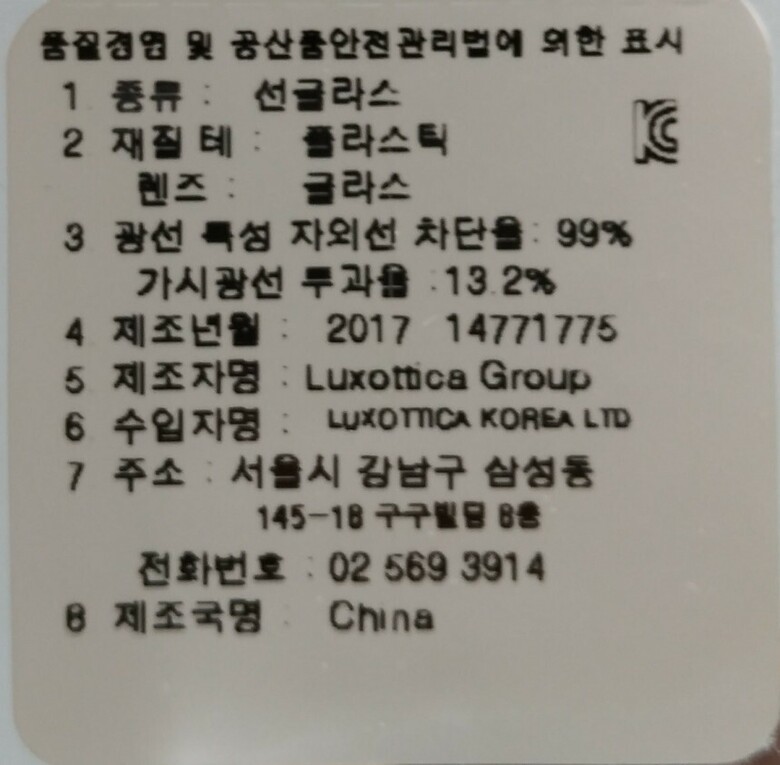 품질경영 및 공산품안전관리법에 의한 표시
1 종류 : 선글라스
KC
2 재질 테 : 플라스틱
렌즈 : 글라스
3 광선 특성 자외선 차단율 : 99%
가시광선 투과율 : 13.2%
4 제조년월 : 2017 14771775
5 제조자명 : Luxottica Group
6 수입자명 : LUXOTTICA KOREA LTD
7 주소 : 서울시 강남구 삼성동
145-18 구구빌딩 8층
전화번호 : 02 569 3914
8 제조국명 : China